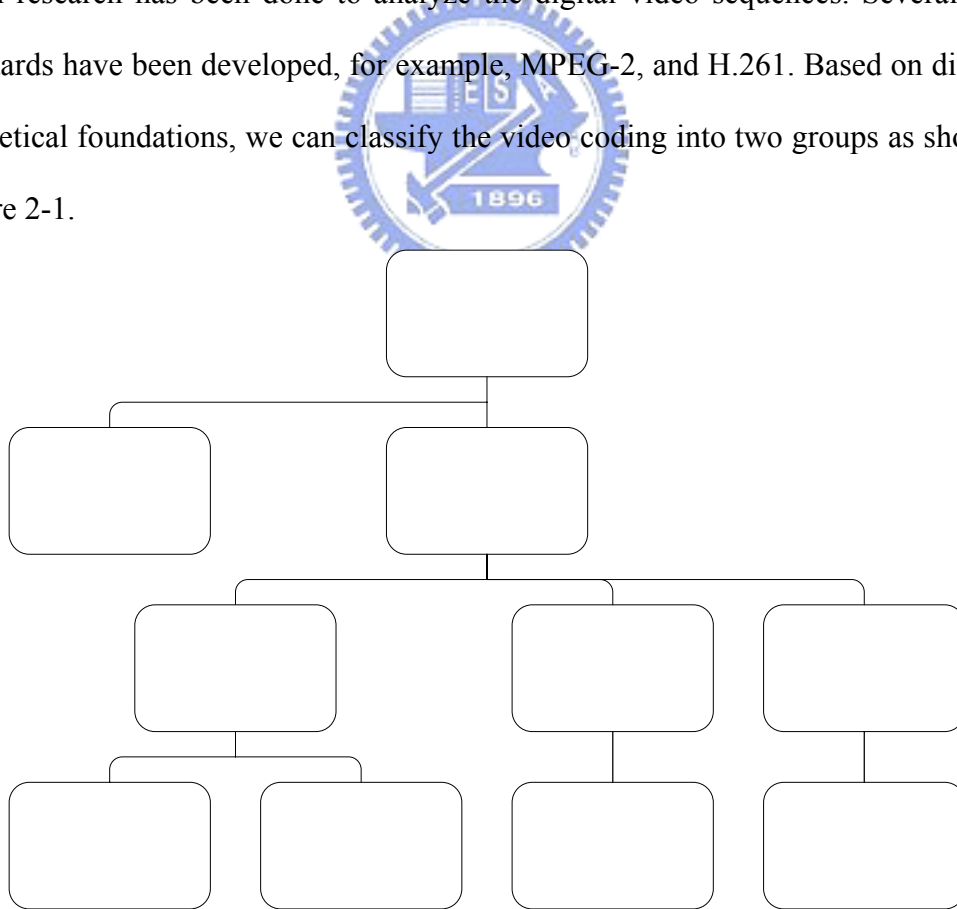 research has been done to analyze the digital video sequences. Several
ards have been developed, for example, MPEG-2, and H.261. Based on di
etical foundations, we can classify the video coding into two groups as sho
re 2-1.
E S A
1896